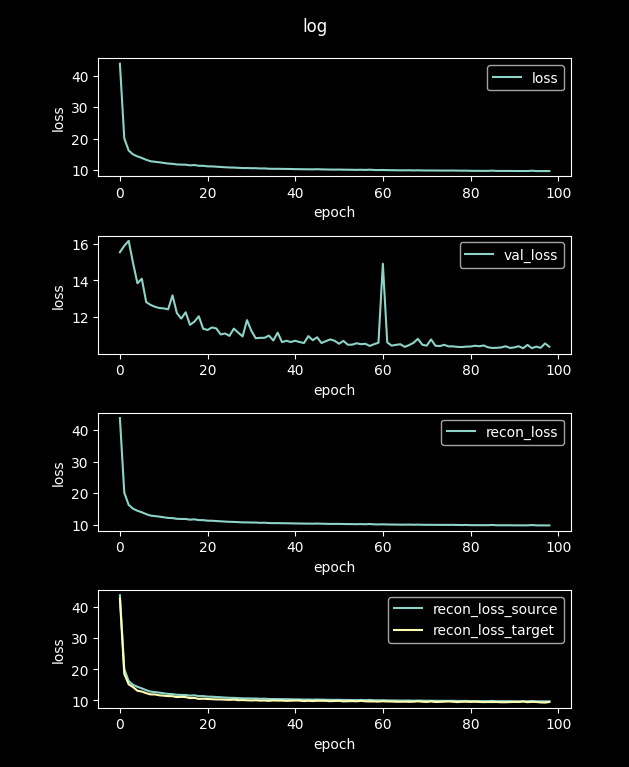 log
loss
40
30
20
10
loss
0 20 40 60 80 100
epoch
val_loss
16
14
12
loss
0 20 40 60 80 100
epoch
recon_loss
40
30
20
10
loss
0 20 40 60 80 100
epoch
recon_loss_source
recon_loss_target
40
30
20
10
loss
0 20 40 60 80 100
epoch